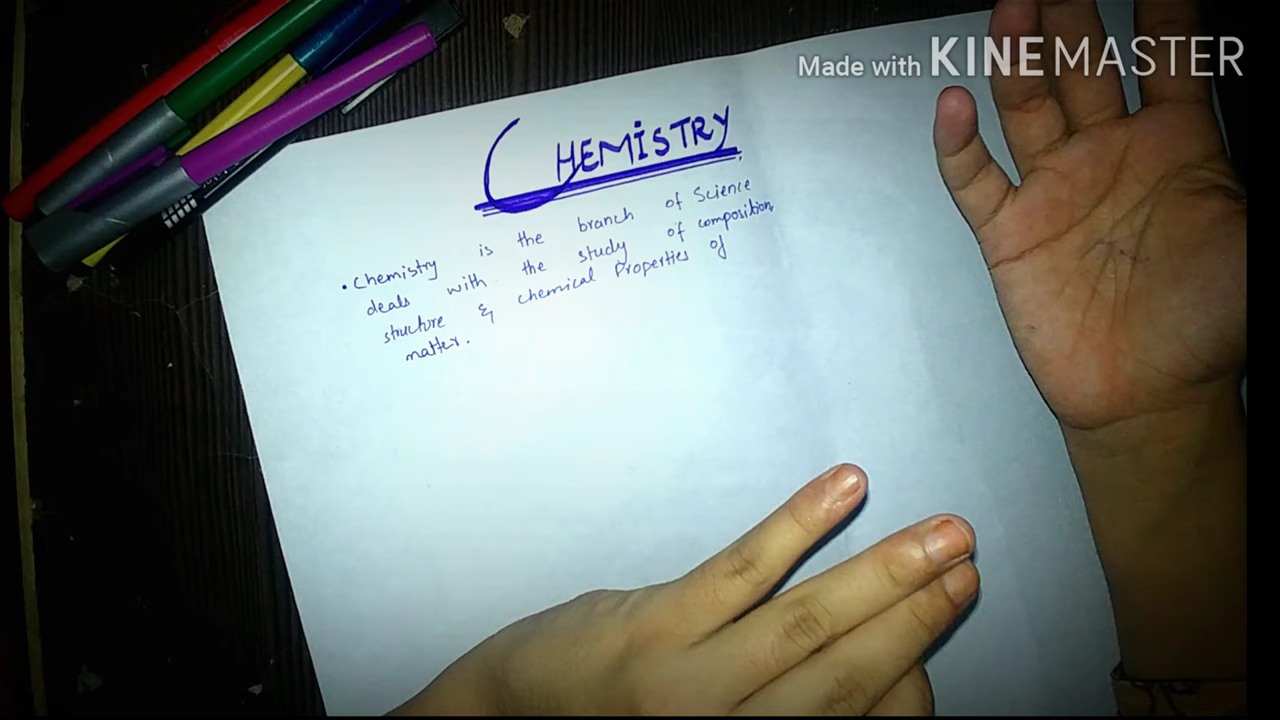 Made with KINEMASTER
CHEMiSTRY
• Chemistry is the branch of Science
deals with the study of composition,
structure & chemical Properties of
matter.